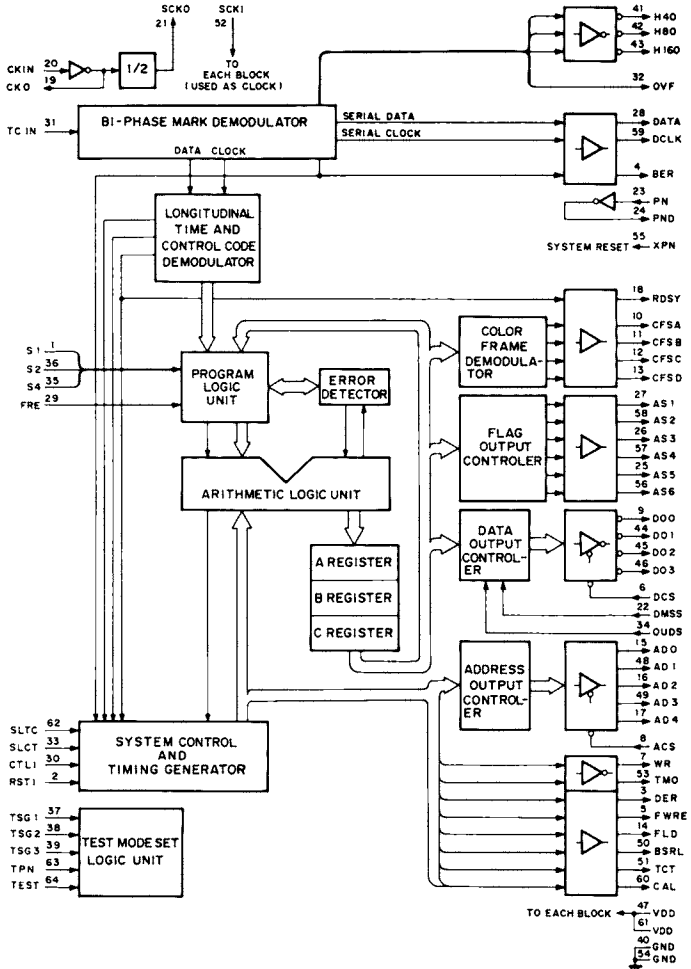 SCKO
21
SCKI
52
TO
EACH BLOCK
(USED AS CLOCK)
CKIN 20
CKO 19
1/2
41 H40
42 H80
43 H160
32 OVF
TC IN 31
BI-PHASE MARK DEMODULATOR
DATA CLOCK
SERIAL DATA
SERIAL CLOCK
28 DATA
59 DCLK
4 BER
23 PN
24 PND
55
SYSTEM RESET XPN
LONGITUDINAL
TIME AND
CONTROL CODE
DEMODULATOR
18 RDSY
10 CFSA
11 CFSB
12 CFSC
13 CFSD
COLOR
FRAME
DEMODULA-
TOR
S1 1
S2 36
S4 35
FRE 29
PROGRAM
LOGIC
UNIT
ERROR
DETECTOR
27 AS1
58 AS2
26 AS3
57 AS4
25 AS5
56 AS6
FLAG
OUTPUT
CONTROLER
ARITHMETIC LOGIC UNIT
DATA
OUTPUT
CONTROL-
ER
9 DO0
44 DO1
45 DO2
46 DO3
6 DCS
22 DMSS
34 OUDS
A REGISTER
B REGISTER
C REGISTER
ADDRESS
OUTPUT
CONTROL-
ER
15 AD0
48 AD1
16 AD2
49 AD3
17 AD4
8 ACS
SLTC 62
SLCT 33
CTL1 30
RST1 2
SYSTEM CONTROL
AND
TIMING GENERATOR
7 WR
53 TMO
3 DER
5 FWRE
14 FLD
50 BSRL
51 TCT
60 CAL
TSG1 37
TSG2 38
TSG3 39
TPN 63
TEST 64
TEST MODE SET
LOGIC UNIT
TO EACH BLOCK 47 VDD
61 VDD
40 GND
54 GND